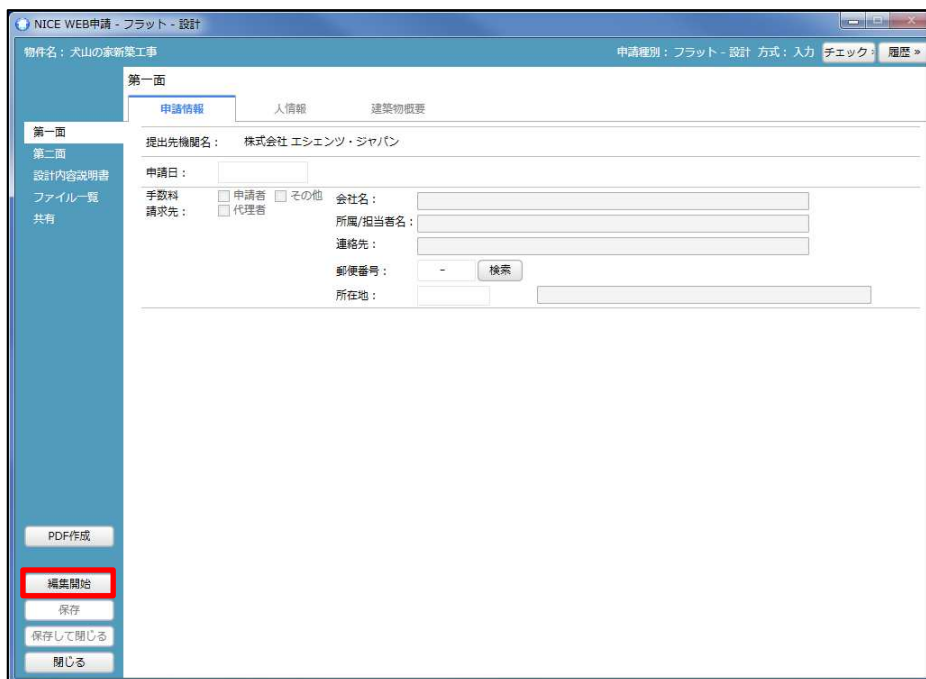 NICE WEB申請 - フラット - 設計
物件名：犬山の家新築工事
申請種別：フラット - 設計 方式：入力 チェック» 履歴 »
第一面
申請情報 人情報 建築物概要
第一面
第二面
設計内容説明書
ファイル一覧
共有
提出先機関名： 株式会社 エシェンツ・ジャパン
申請日：
手数料
請求先：
申請者 その他
代理者
会社名：
所属/担当者名：
連絡先：
郵便番号： - 検索
所在地：
PDF作成
編集開始
保存
保存して閉じる
閉じる